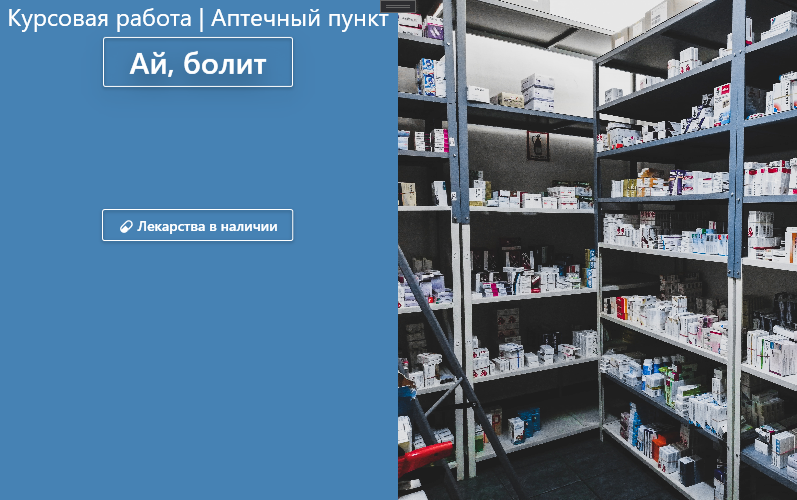 Курсовая работа | Аптечный пункт
Ай, болит
Лекарства в наличии